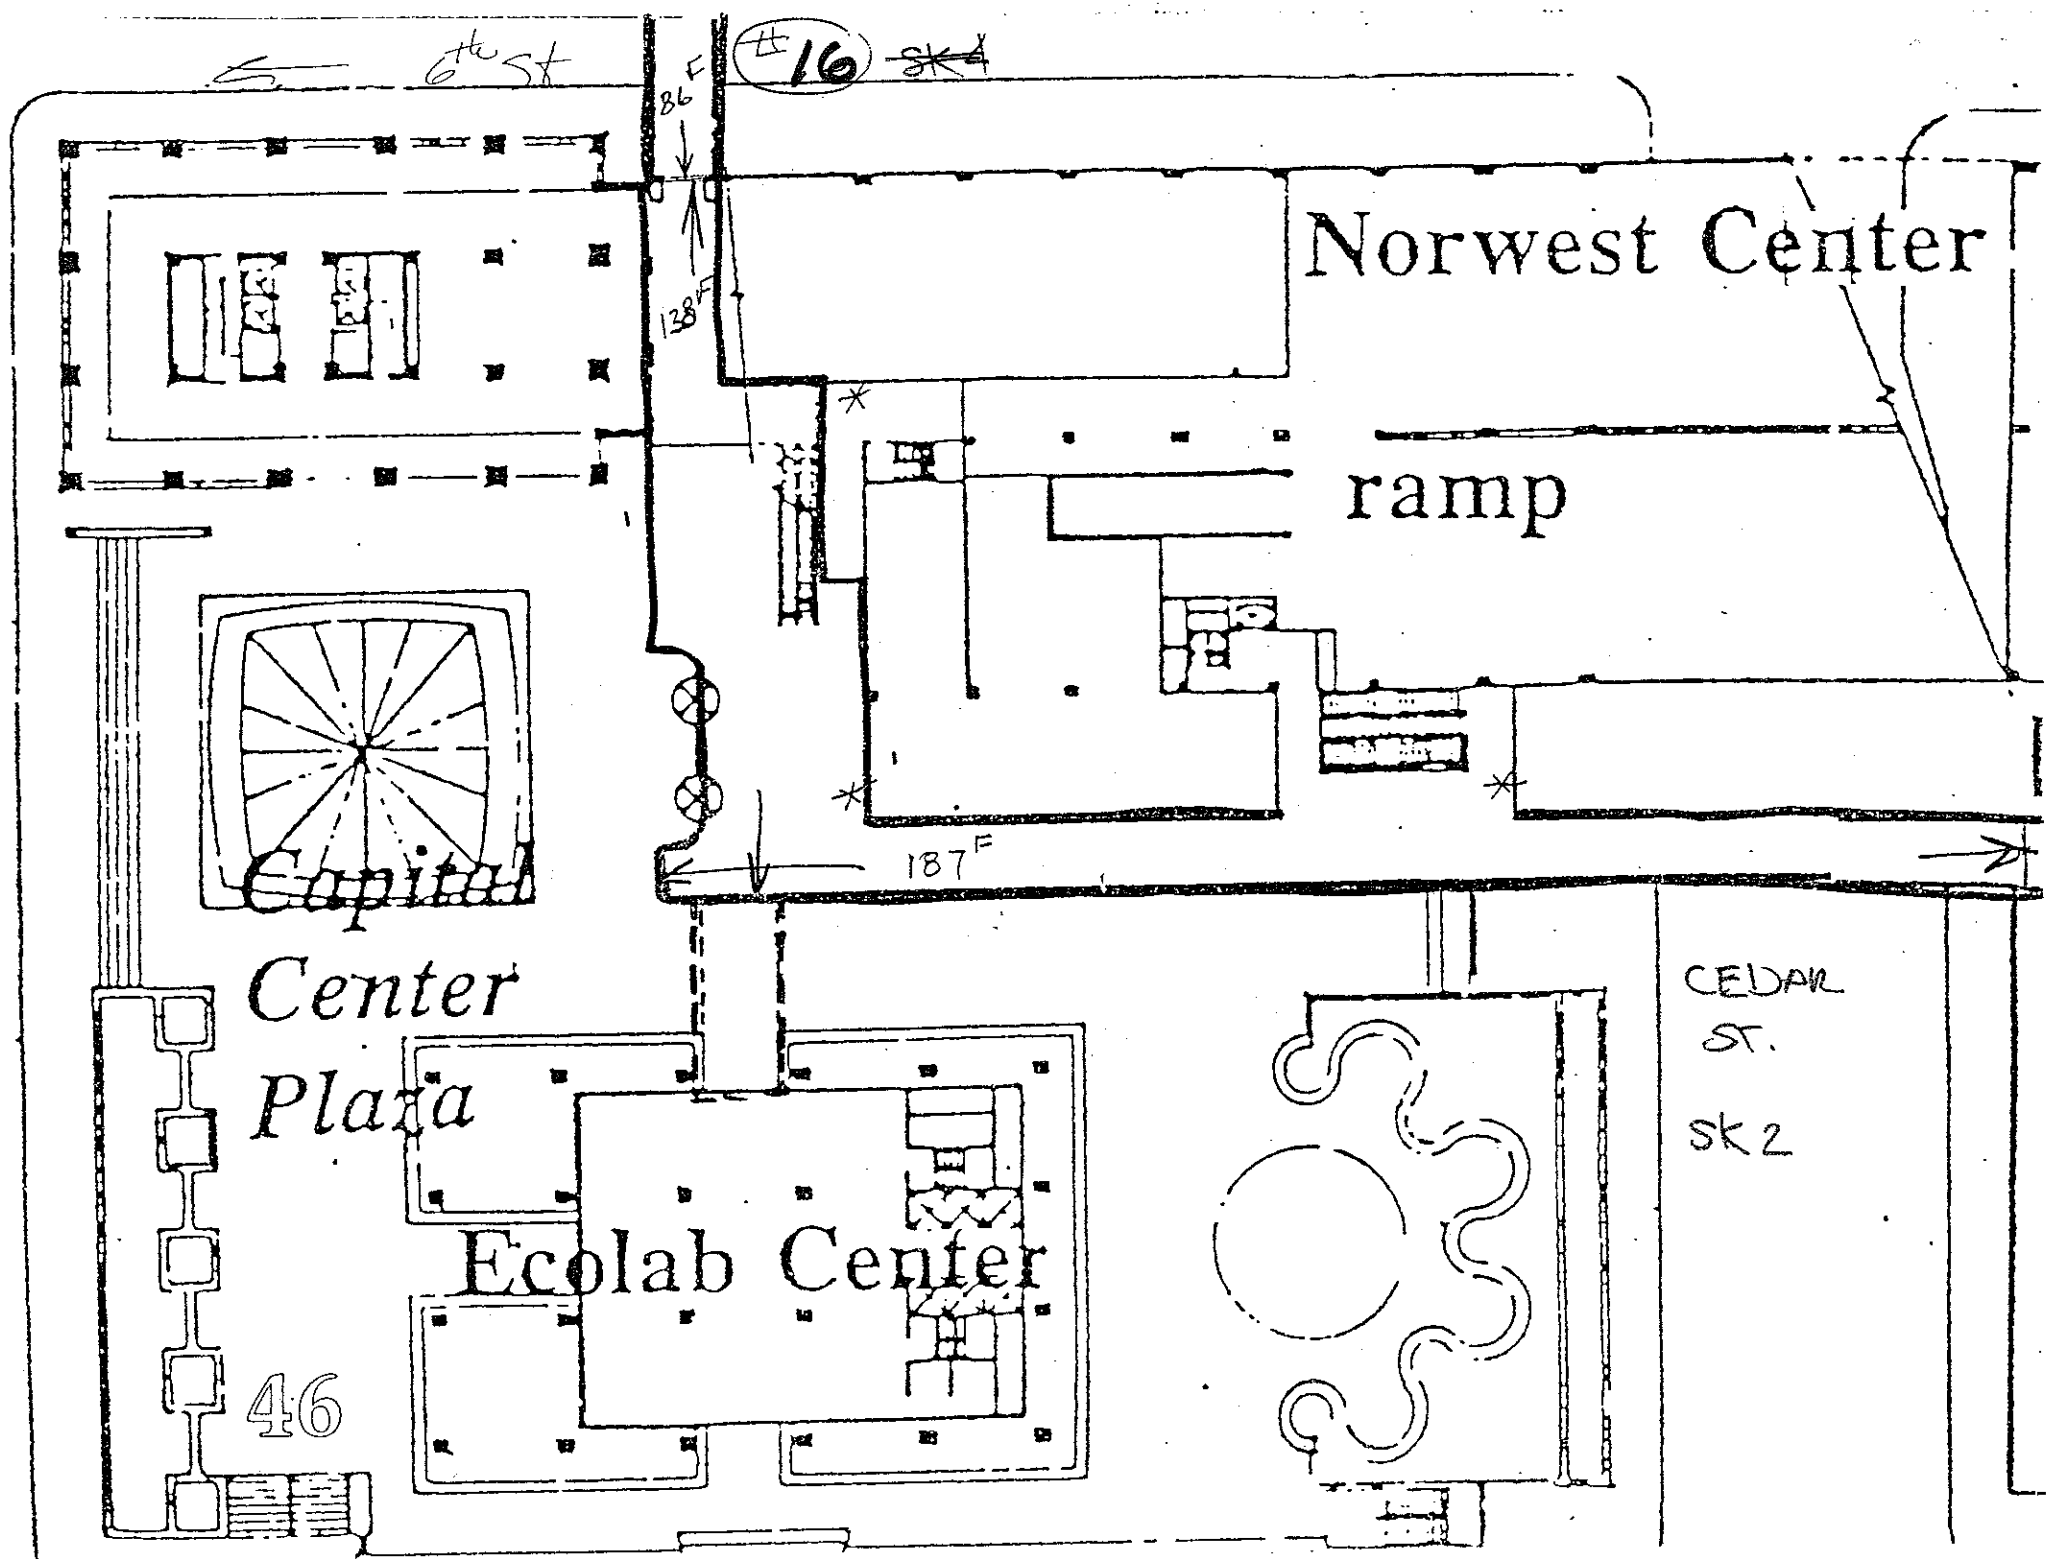 6th St
#16 SK4
86F
138F
Norwest Center
ramp
187F
Capital
Center
Plaza
CEDAR
ST.
SK2
Ecolab Center
46